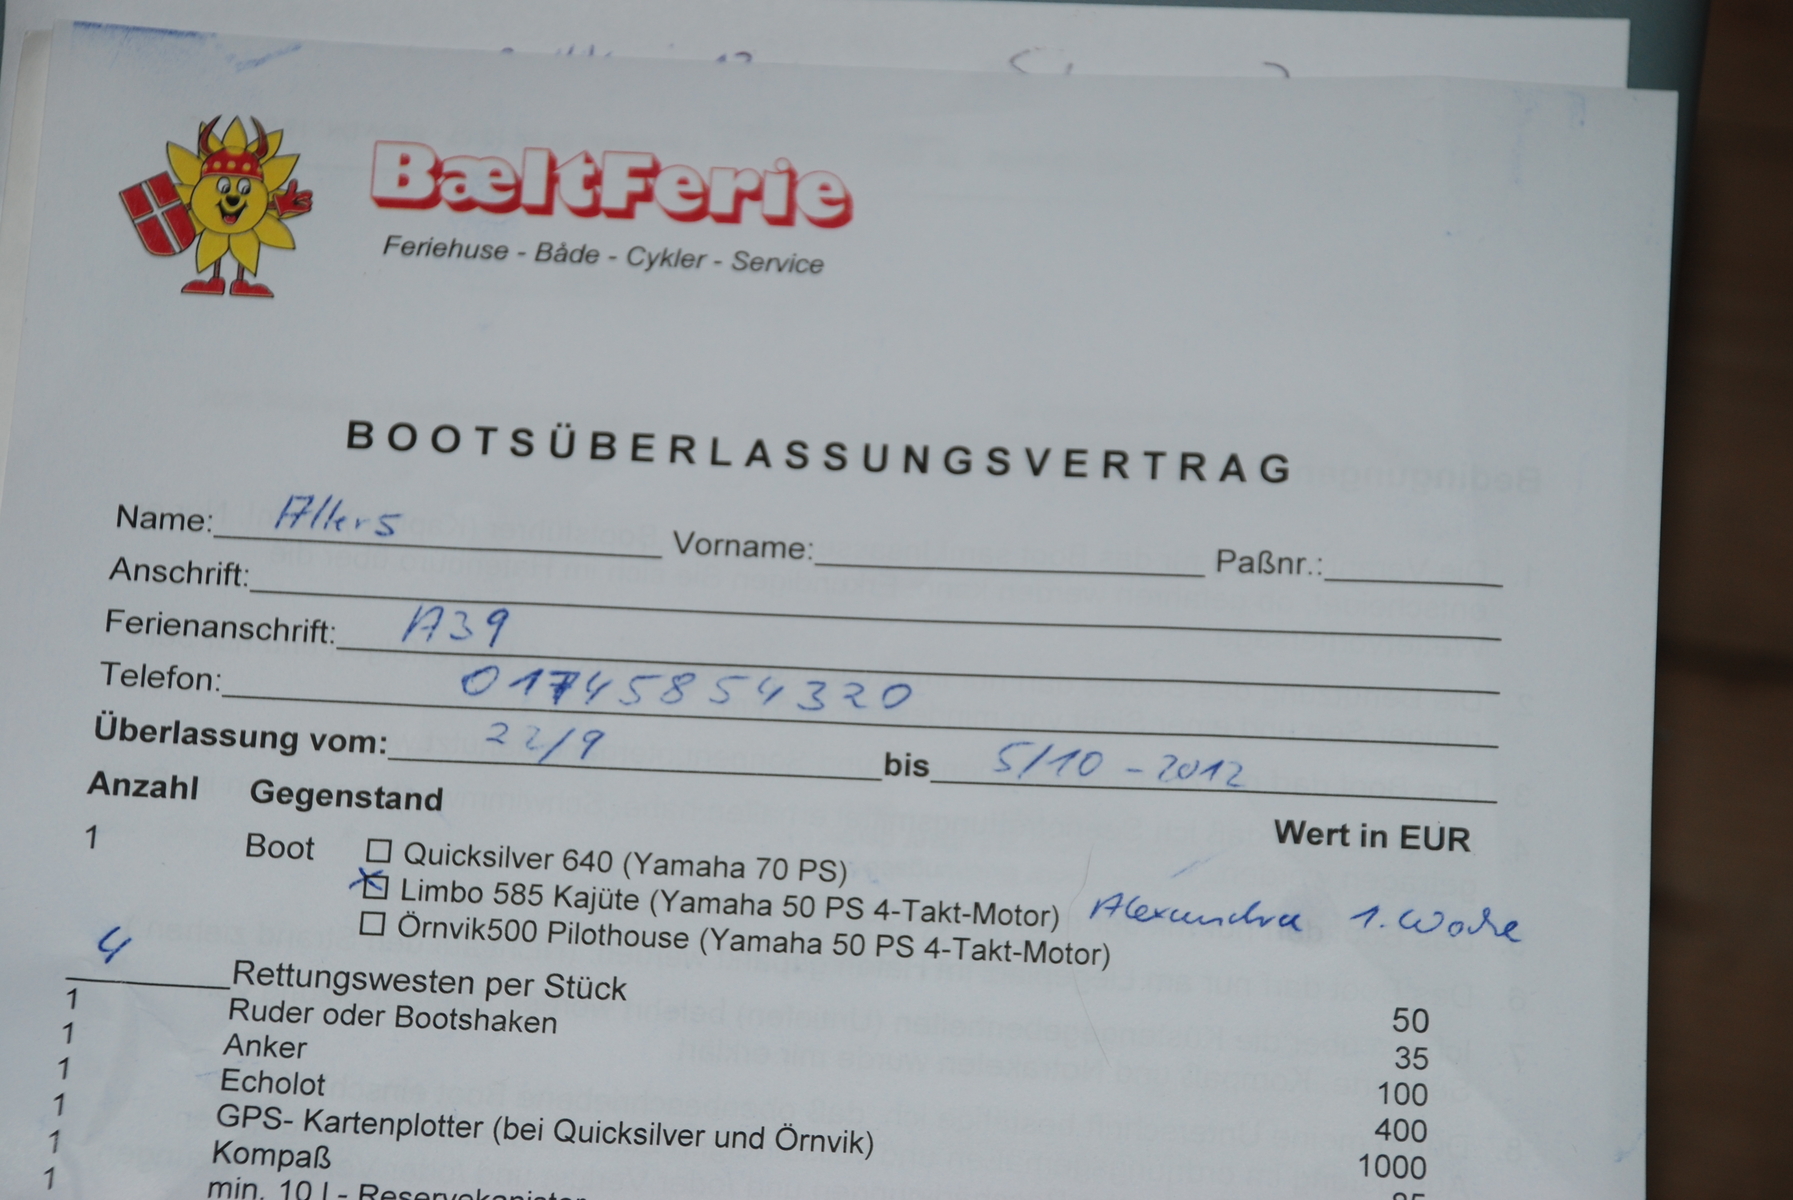 BæltFerie
Feriehuse - Både - Cykler - Service
BOOTSÜBERLASSUNGSVERTRAG
Name: Allers Vorname: Paßnr.:
Anschrift:
Ferienanschrift: A39
Telefon: 01745854320
Überlassung vom: 22/9 bis 5/10 - 2012
Anzahl Gegenstand Wert in EUR
1 Boot ☐ Quicksilver 640 (Yamaha 70 PS)
☒ Limbo 585 Kajüte (Yamaha 50 PS 4-Takt-Motor) Alexandra 1. Woche
☐ Örnvik500 Pilothouse (Yamaha 50 PS 4-Takt-Motor)
4 Rettungswesten per Stück 50
1 Ruder oder Bootshaken 35
1 Anker 100
1 Echolot 400
1 GPS- Kartenplotter (bei Quicksilver und Örnvik) 1000
1 Kompaß
1 min. 10 l - Reservekanister